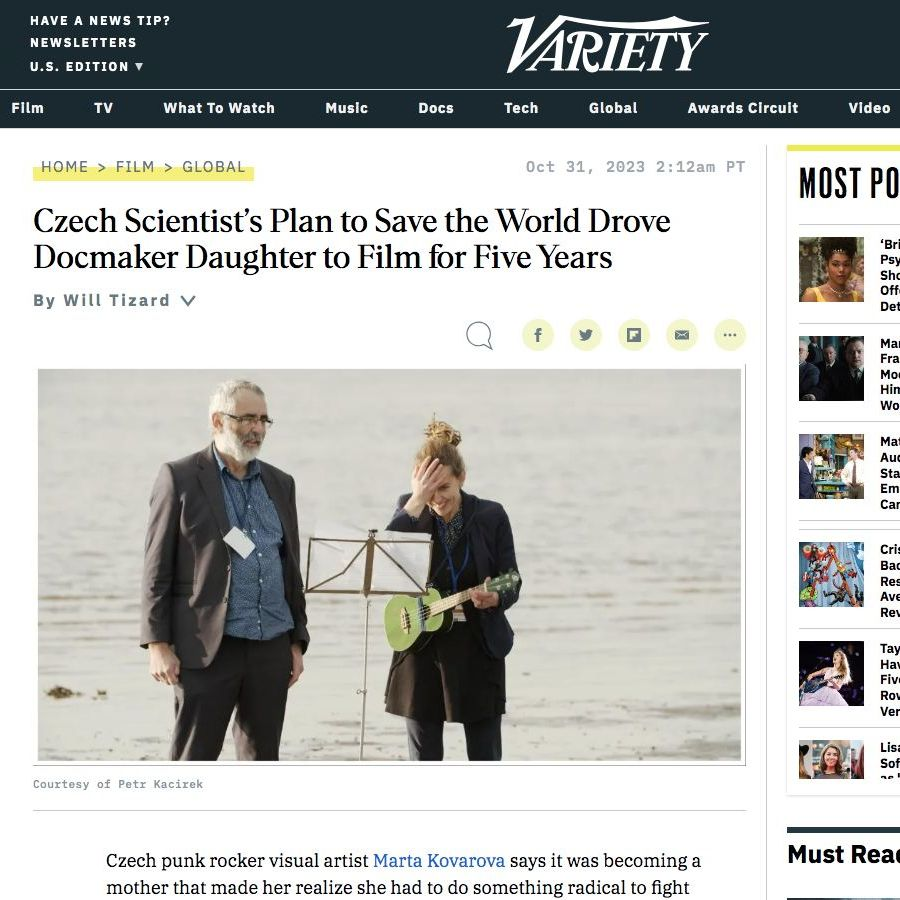 HAVE A NEWS TIP?
NEWSLETTERS
U.S. EDITION ▼
VARIETY
Film TV What To Watch Music Docs Tech Global Awards Circuit Video
HOME > FILM > GLOBAL
Oct 31, 2023 2:12am PT
Czech Scientist’s Plan to Save the World Drove
Docmaker Daughter to Film for Five Years
By Will Tizard
Courtesy of Petr Kacirek
Czech punk rocker visual artist Marta Kovarova says it was becoming a
mother that made her realize she had to do something radical to fight
MOST PO
‘Bri
Psy
Sho
Off
Det
Mar
Fra
Moo
Him
Wo
Mat
Aud
Sta
Em
Car
Cris
Bac
Res
Ave
Rev
Tay
Hav
Five
Rov
Ver
Lisa
Sof
Must Read